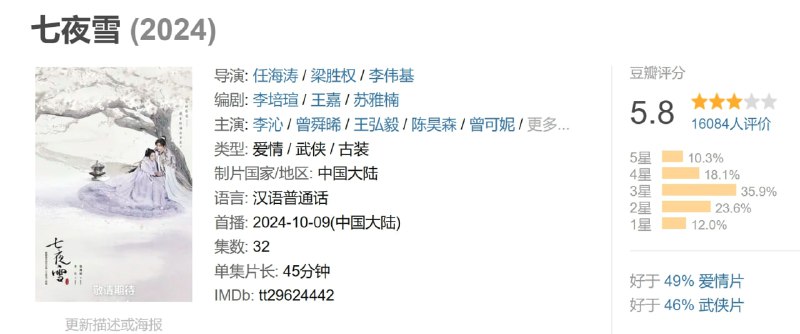 七夜雪 (2024)
导演: 任海涛 / 梁胜权 / 李伟基
编剧: 李培瑄 / 王嘉 / 苏雅楠
主演: 李沁 / 曾舜晞 / 王弘毅 / 陈昊森 / 曾可妮 / 更多...
类型: 爱情 / 武侠 / 古装
制片国家/地区: 中国大陆
语言: 汉语普通话
首播: 2024-10-09(中国大陆)
集数: 32
单集片长: 45分钟
IMDb: tt29624442
七夜雪
敬请期待
更新描述或海报
豆瓣评分
5.8
16084人评价
5星 10.3%
4星 18.1%
3星 35.9%
2星 23.6%
1星 12.0%
好于 49% 爱情片
好于 46% 武侠片